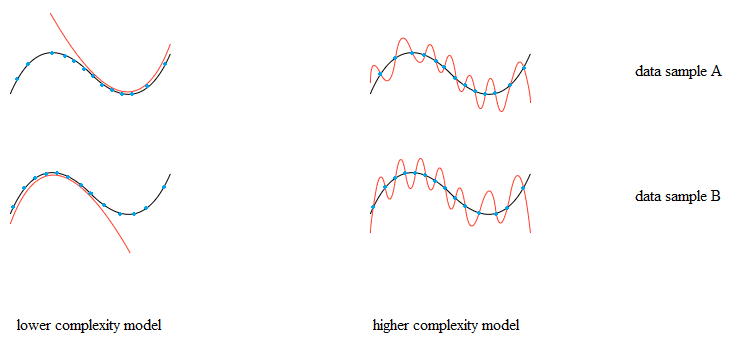 data sample A
data sample B
lower complexity model
higher complexity model